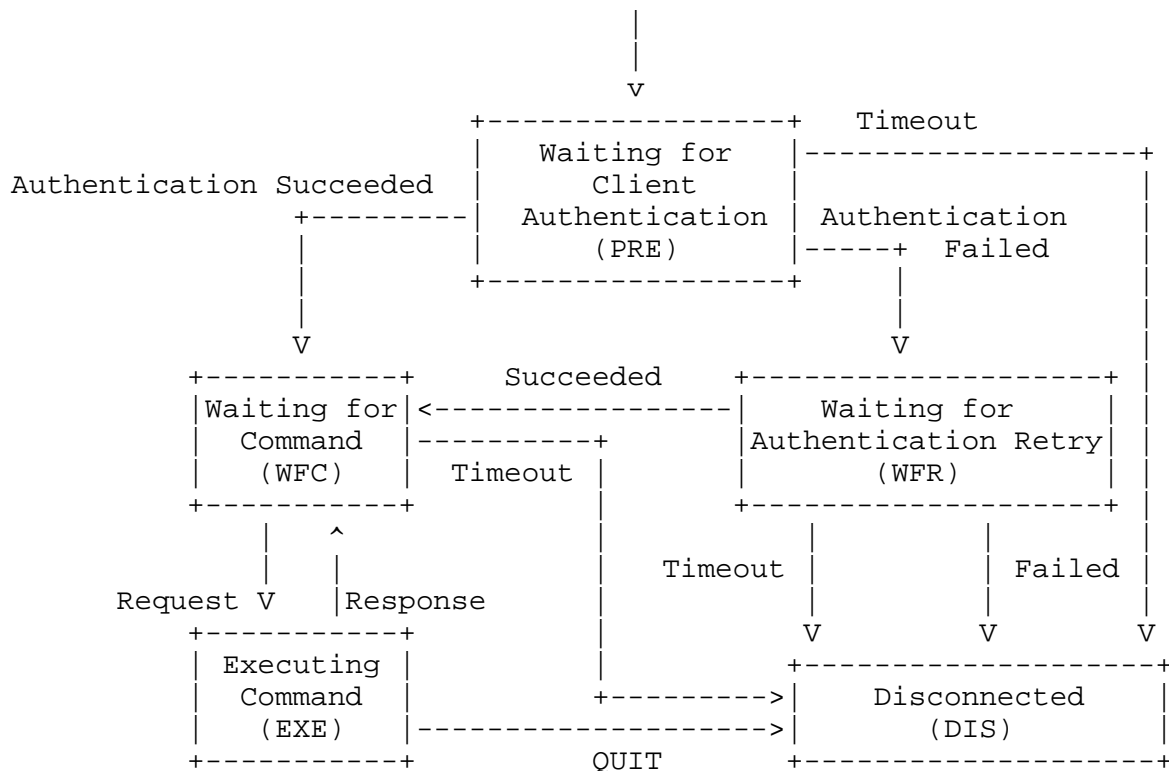 Timeout
Waiting for
Client
Authentication
(PRE)
Authentication Succeeded
Authentication
Failed
Succeeded
Waiting for
Command
(WFC)
Timeout
Waiting for
Authentication Retry
(WFR)
Timeout
Failed
Request
Response
Executing
Command
(EXE)
Disconnected
(DIS)
QUIT